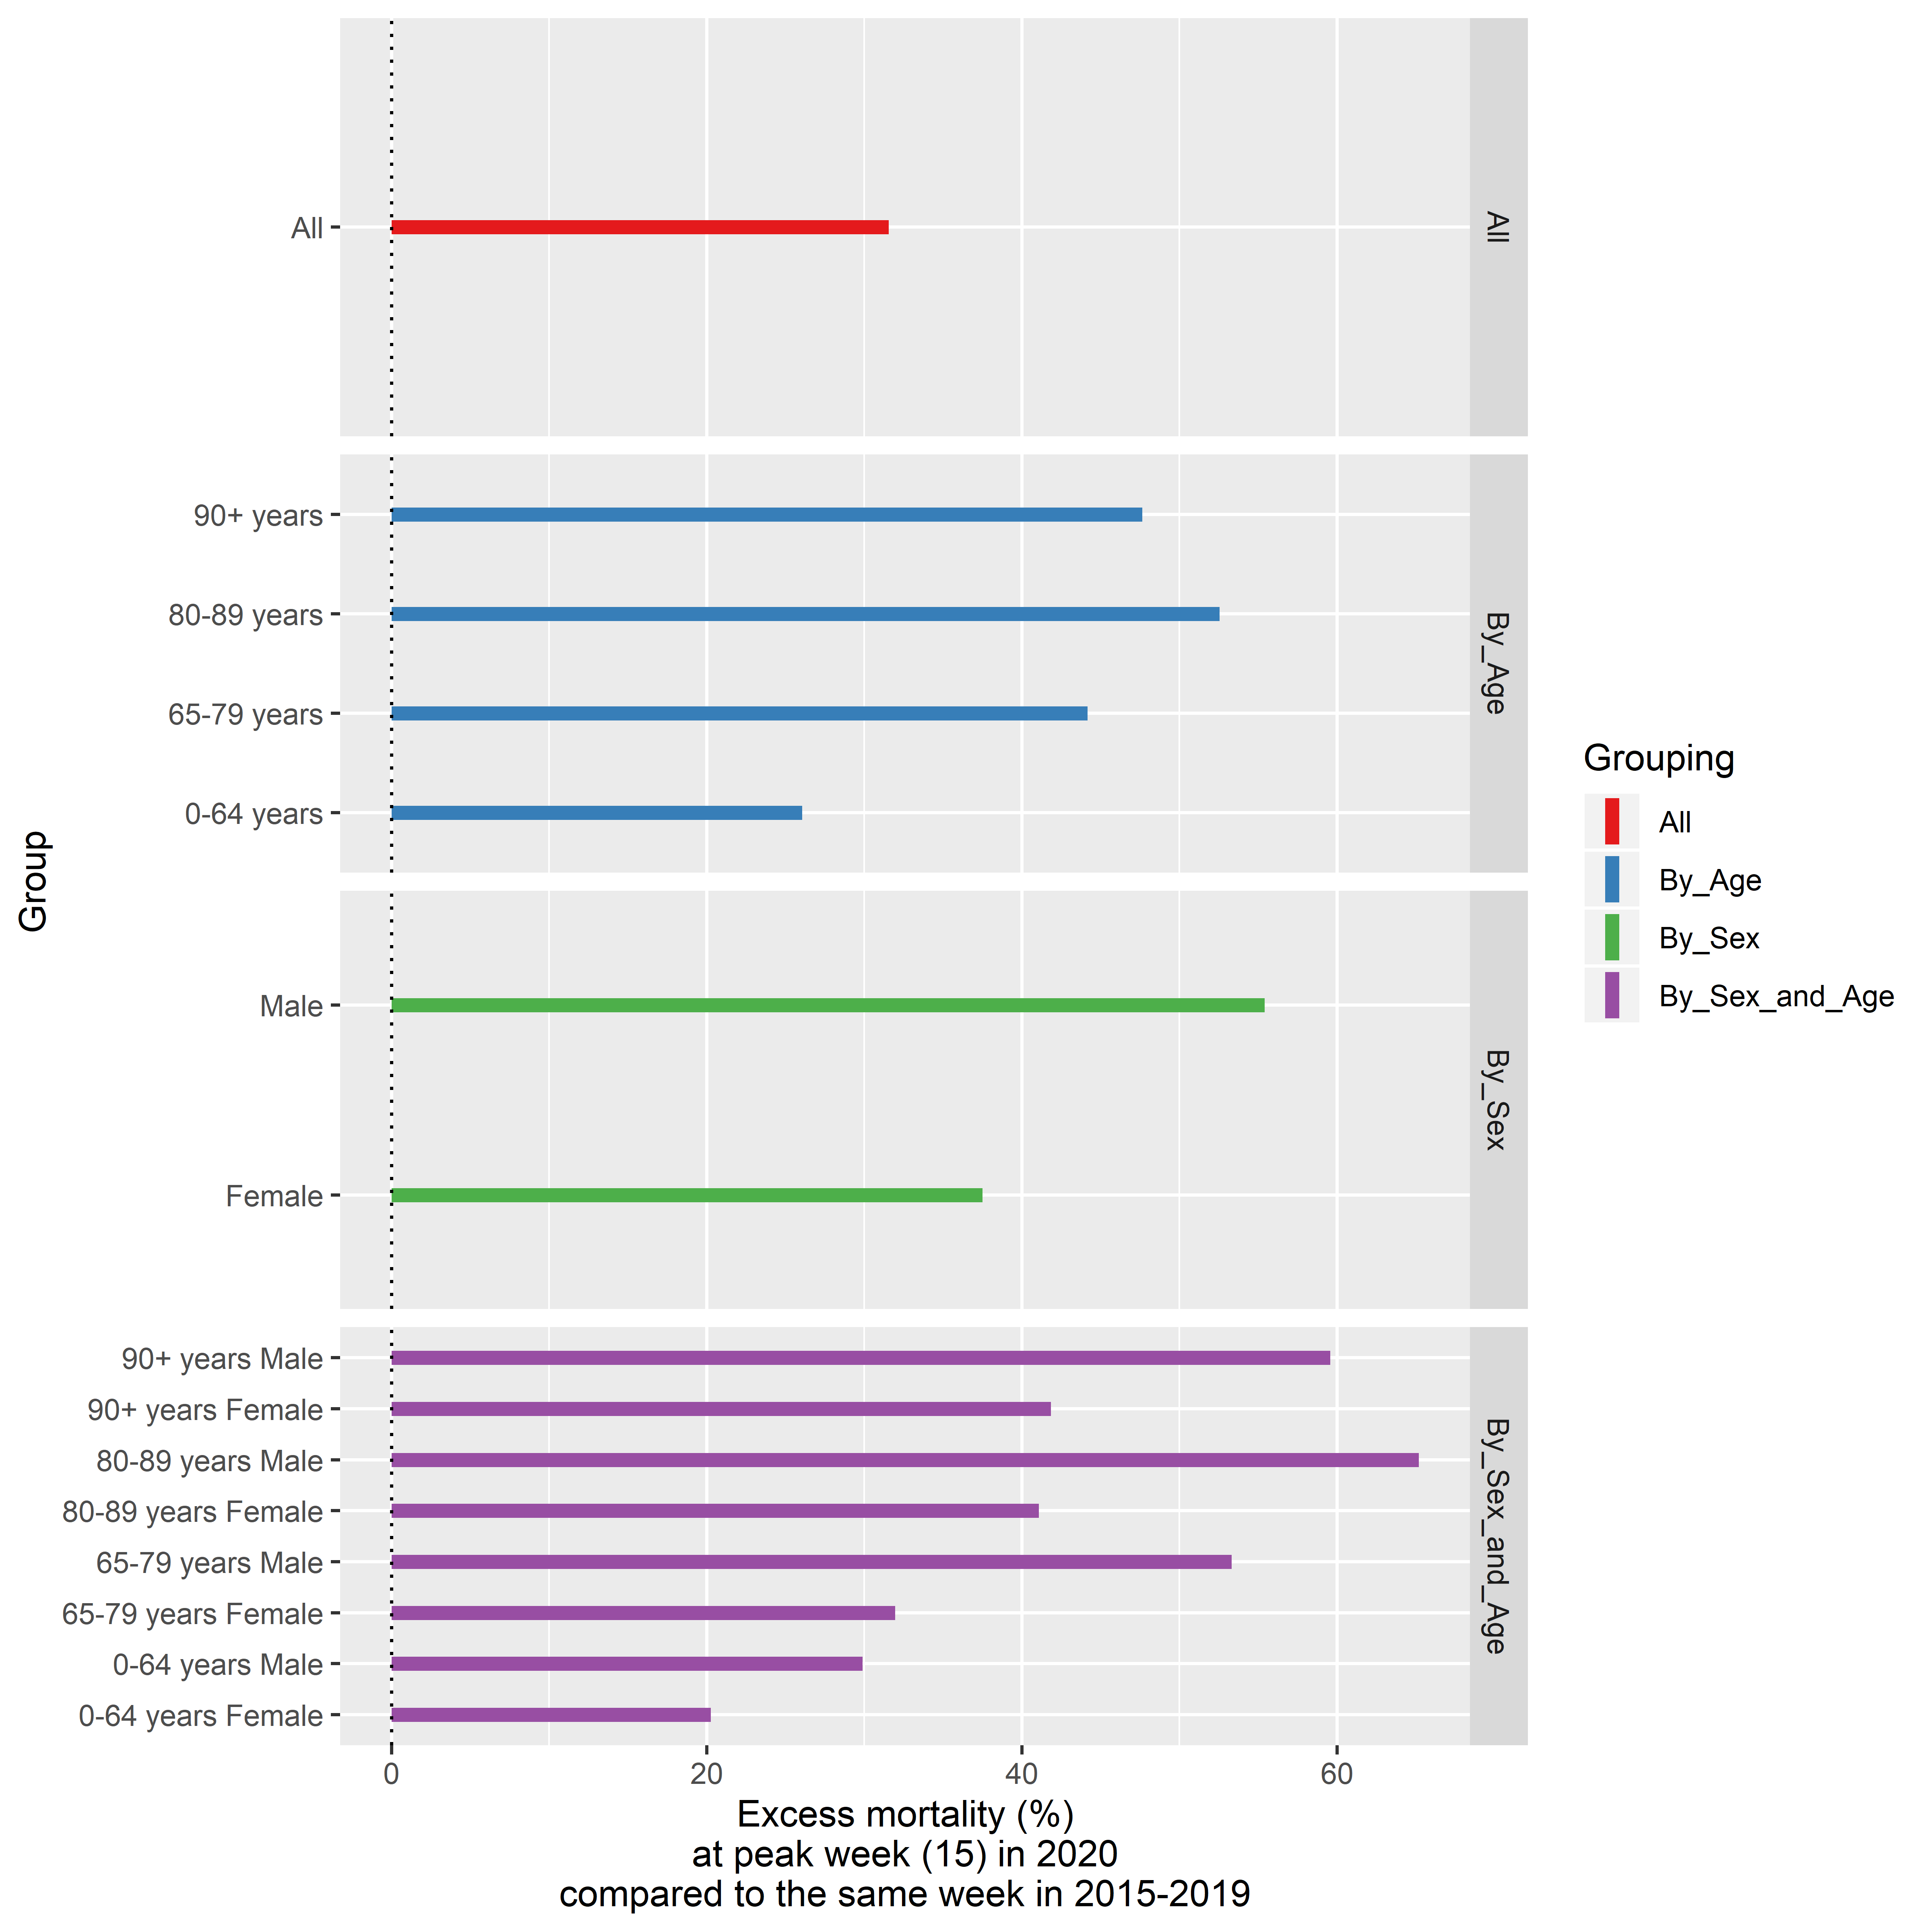 All
All
90+ years
80-89 years
65-79 years
0-64 years
By_Age
Male
Female
By_Sex
90+ years Male
90+ years Female
80-89 years Male
80-89 years Female
65-79 years Male
65-79 years Female
0-64 years Male
0-64 years Female
By_Sex_and_Age
0
20
40
60
Group
Excess mortality (%)
at peak week (15) in 2020
compared to the same week in 2015-2019
Grouping
All
By_Age
By_Sex
By_Sex_and_Age